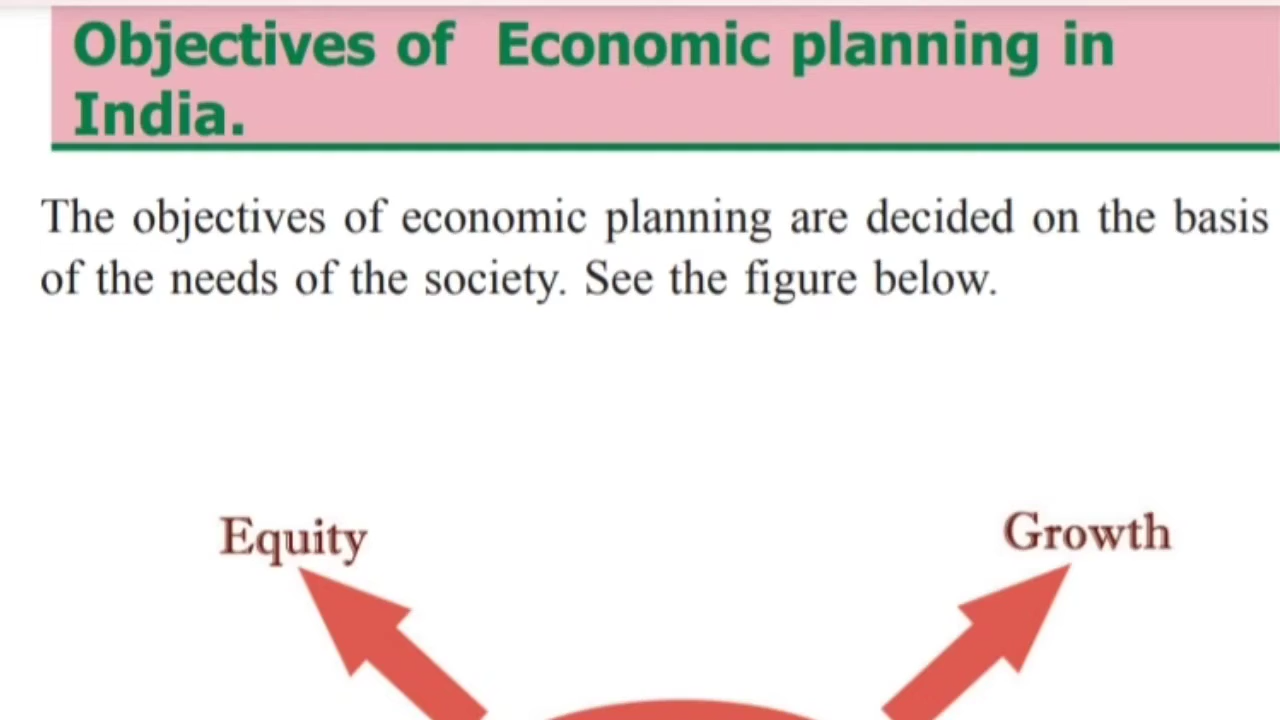 Objectives of Economic planning in
India.
The objectives of economic planning are decided on the basis
of the needs of the society. See the figure below.
Equity
Growth